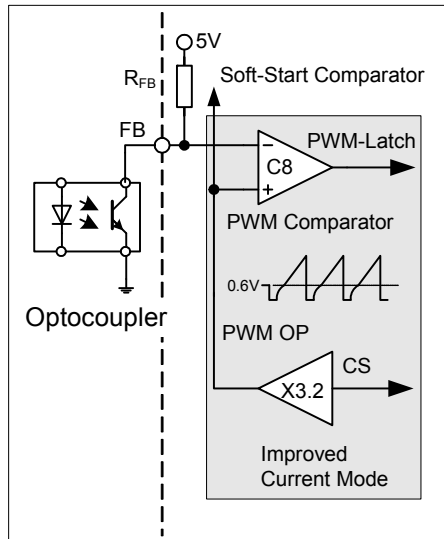 5V
RFB
Soft-Start Comparator
FB
PWM-Latch
−
C8
+
PWM Comparator
0.6V
Optocoupler
PWM OP
CS
X3.2
Improved
Current Mode